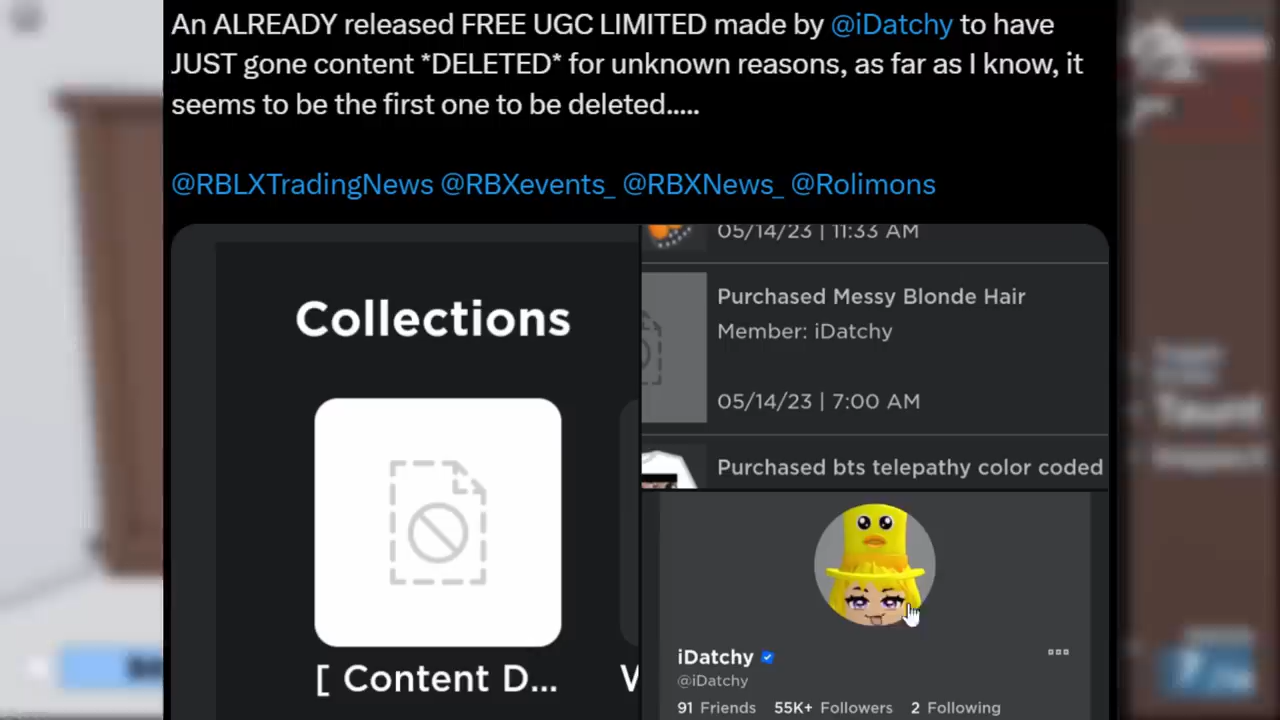 An ALREADY released FREE UGC LIMITED made by @iDatchy to have
JUST gone content *DELETED* for unknown reasons, as far as I know, it
seems to be the first one to be deleted.....
@RBLXTradingNews @RBXevents_ @RBXNews_ @Rolimons
Collections
[ Content D...
05/14/23 | 11:33 AM
Purchased Messy Blonde Hair
Member: iDatchy
05/14/23 | 7:00 AM
Purchased bts telepathy color coded
iDatchy
@iDatchy
91 Friends 55K+ Followers 2 Following